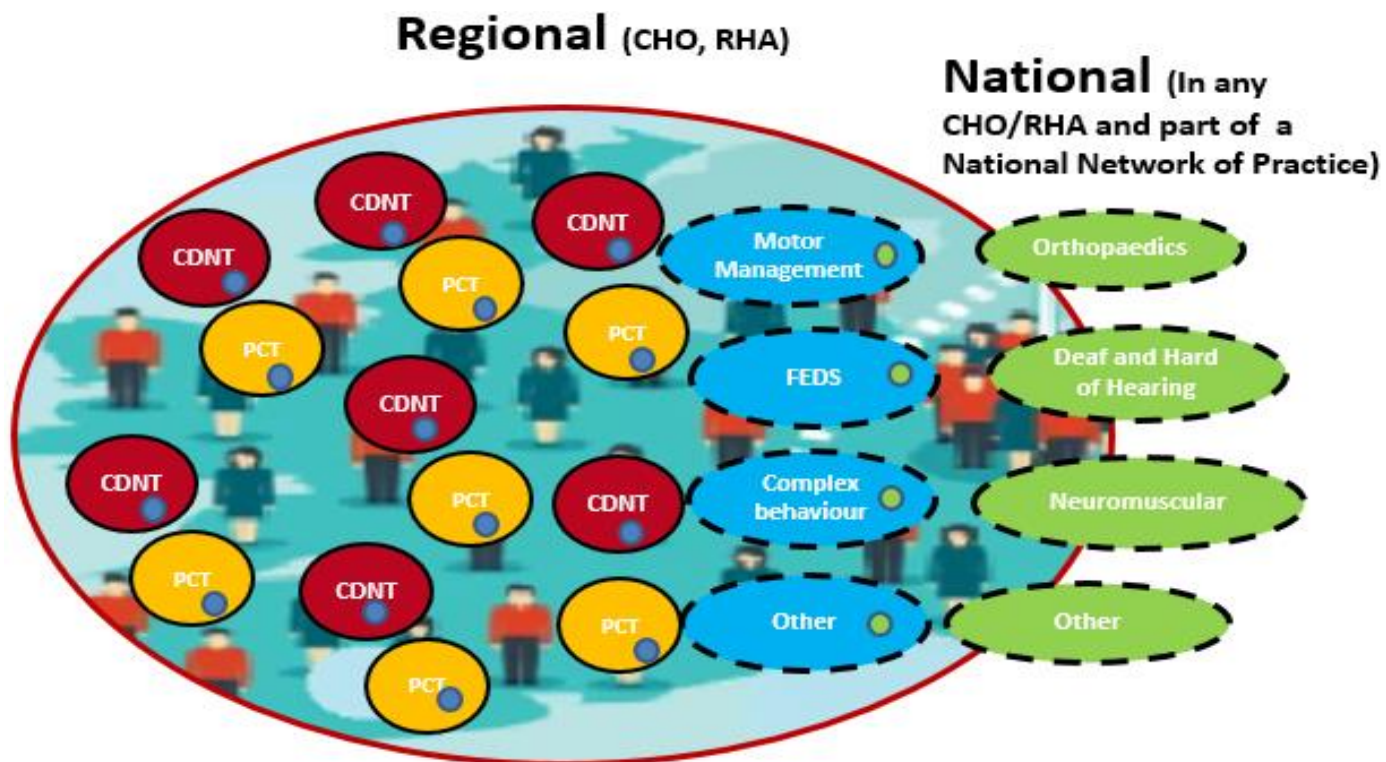 Regional (CHO, RHA)
National (In any
CHO/RHA and part of a
National Network of Practice)
CDNT
CDNT
CDNT
PCT
PCT
PCT
CDNT
CDNT
PCT
CDNT
PCT
CDNT
PCT
PCT
Motor
Management
FEDS
Complex
behaviour
Other
Orthopaedics
Deaf and Hard
of Hearing
Neuromuscular
Other